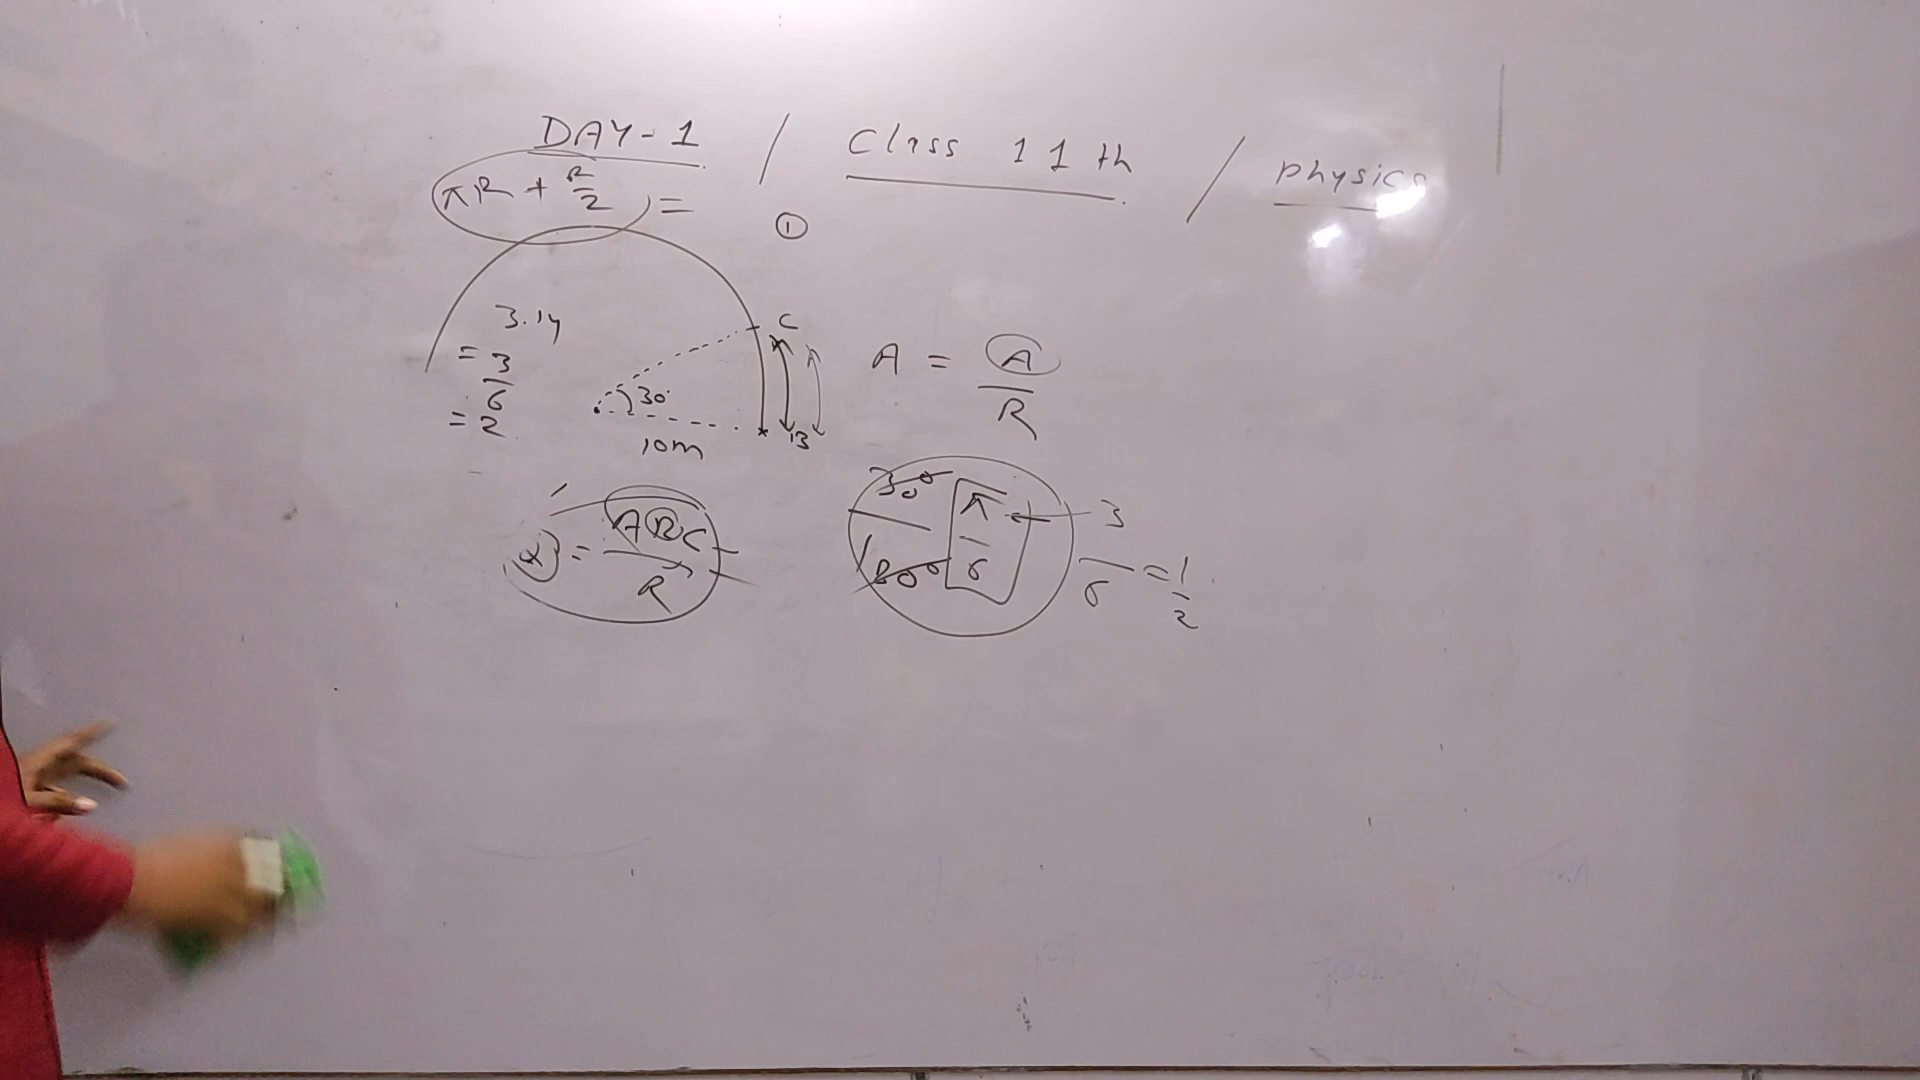 DAY-1 / Class 11th / physics
πR + R/2 =
①
3.14
= 3/6
= 2
C
30°
10m
B
A = A/R
= ARC/R
30°/180° π/6 ← 3/6 = 1/2